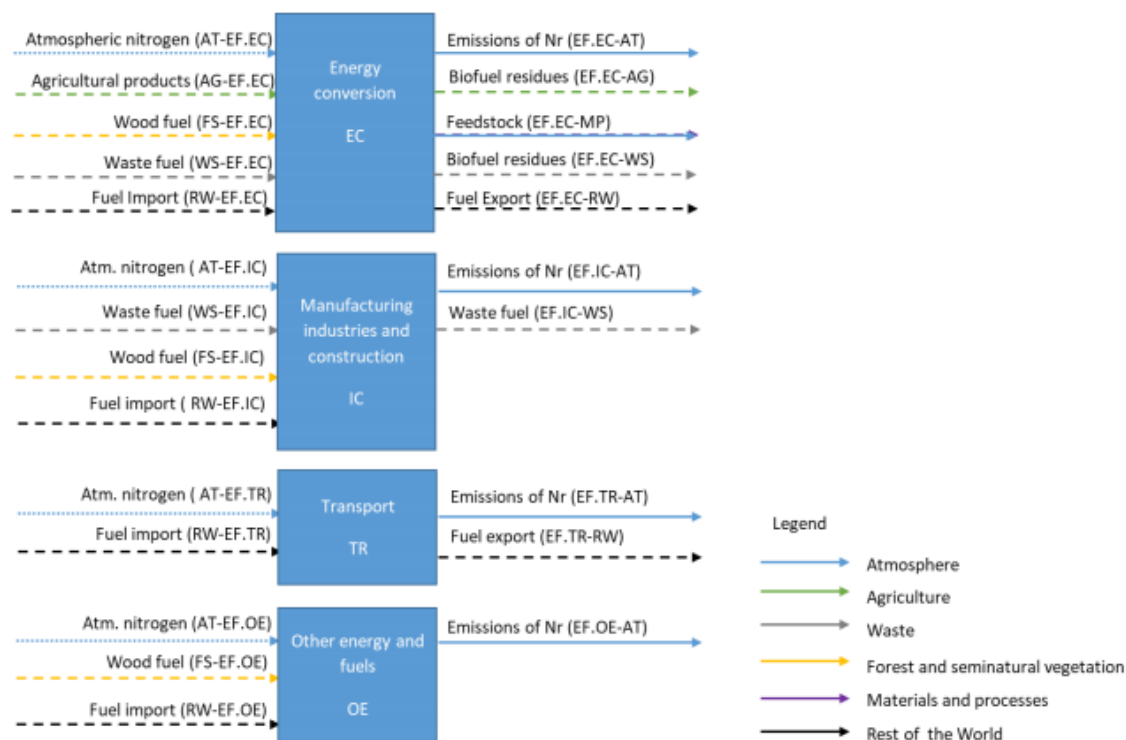 Atmospheric nitrogen (AT-EF.EC)
Agricultural products (AG-EF.EC)
Wood fuel (FS-EF.EC)
Waste fuel (WS-EF.EC)
Fuel Import (RW-EF.EC)
Energy
conversion
EC
Emissions of Nr (EF.EC-AT)
Biofuel residues (EF.EC-AG)
Feedstock (EF.EC-MP)
Biofuel residues (EF.EC-WS)
Fuel Export (EF.EC-RW)
Atm. nitrogen ( AT-EF.IC)
Waste fuel (WS-EF.IC)
Wood fuel (FS-EF.IC)
Fuel import ( RW-EF.IC)
Manufacturing
industries and
construction
IC
Emissions of Nr (EF.IC-AT)
Waste fuel (EF.IC-WS)
Atm. nitrogen ( AT-EF.TR)
Fuel import (RW-EF.TR)
Transport
TR
Emissions of Nr (EF.TR-AT)
Fuel export (EF.TR-RW)
Atm. nitrogen (AT-EF.OE)
Wood fuel (FS-EF.OE)
Fuel import (RW-EF.OE)
Other energy and
fuels
OE
Emissions of Nr (EF.OE-AT)
Legend
Atmosphere
Agriculture
Waste
Forest and seminatural vegetation
Materials and processes
Rest of the World